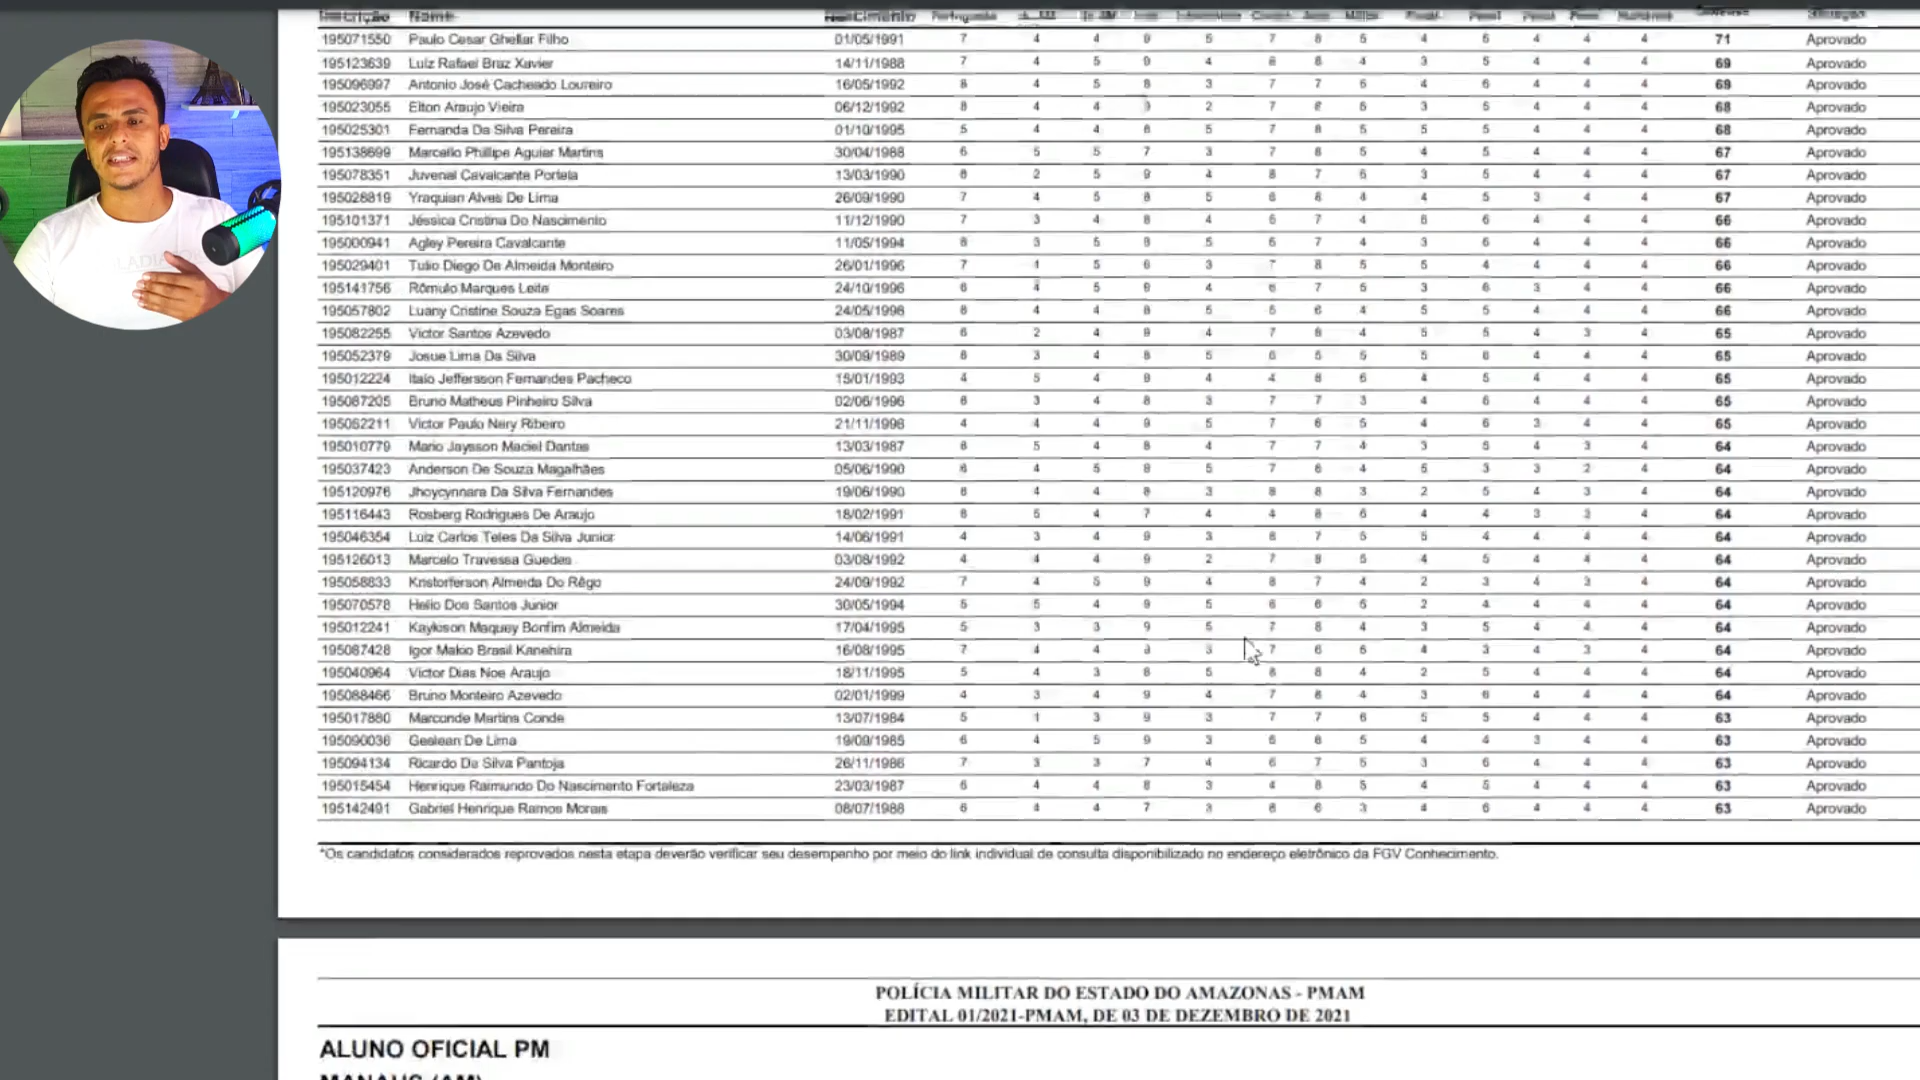 Inscrição Nome Nascimento Português
195071550 Paulo Cesar Ghellar Filho 01/05/1991 7 4 4 9 5 7 8 5 4 5 4 4 4 71 Aprovado
195123639 Luiz Rafael Braz Xavier 14/11/1988 7 4 5 9 4 8 8 4 3 5 4 4 4 69 Aprovado
195096997 Antonio José Cacheado Loureiro 16/05/1992 8 4 5 8 3 7 7 6 4 6 4 4 4 69 Aprovado
195023055 Elton Araujo Vieira 06/12/1992 8 4 4 9 2 7 8 6 3 5 4 4 4 68 Aprovado
195025301 Fernanda Da Silva Pereira 01/10/1995 5 4 4 8 5 7 8 5 5 5 4 4 4 68 Aprovado
195138699 Marcello Phillipe Aguiar Martins 30/04/1988 6 5 5 7 3 7 8 5 4 5 4 4 4 67 Aprovado
195078351 Juvenal Cavalcante Portela 13/03/1990 8 2 5 9 4 8 7 6 3 5 4 4 4 67 Aprovado
195028819 Yraquian Alves De Lima 26/09/1990 7 4 5 8 5 6 8 4 4 5 3 4 4 67 Aprovado
195101371 Jéssica Cristina Do Nascimento 11/12/1990 7 3 4 8 4 5 7 4 6 6 4 4 4 66 Aprovado
195000941 Agley Pereira Cavalcante 11/05/1994 8 3 5 8 5 6 7 4 3 6 4 4 4 66 Aprovado
195029401 Tulio Diego De Almeida Monteiro 26/01/1996 7 5 3 8 5 5 4 4 4 4 66 Aprovado
195141756 Rômulo Marques Leite 24/10/1996 6 4 5 9 4 7 5 3 6 3 4 4 66 Aprovado
195057802 Luany Cristine Souza Egas Soares 24/05/1998 8 4 4 8 5 5 6 4 5 5 4 4 4 66 Aprovado
195082255 Victor Santos Azevedo 03/08/1987 6 2 4 9 4 7 8 4 5 5 4 3 4 65 Aprovado
195052379 Josue Lima Da Silva 30/09/1989 8 3 4 8 5 6 5 5 5 4 4 4 65 Aprovado
195012224 Italo Jeffersson Fernandes Pacheco 15/01/1993 4 5 4 9 4 4 8 6 4 5 4 4 4 65 Aprovado
195087205 Bruno Matheus Pinheiro Silva 02/06/1996 8 3 4 8 3 7 7 3 4 6 4 4 4 65 Aprovado
195052211 Victor Paulo Nery Ribeiro 21/11/1998 4 4 4 9 5 7 6 5 4 6 3 4 4 65 Aprovado
195010779 Mario Jaysson Maciel Dantas 13/03/1987 8 5 4 8 4 7 7 4 3 5 4 3 4 64 Aprovado
195037423 Anderson De Souza Magalhães 05/06/1990 8 4 5 8 5 7 8 4 5 3 3 2 4 64 Aprovado
195120976 Jhoycynnara Da Silva Fernandes 19/06/1990 8 4 4 8 3 8 8 3 2 5 4 3 4 64 Aprovado
195116443 Rosberg Rodrigues De Araujo 18/02/1991 8 5 4 7 4 4 8 6 4 4 3 3 4 64 Aprovado
195046354 Luiz Carlos Teles Da Silva Junior 14/06/1991 4 3 4 9 3 8 7 5 5 4 4 4 4 64 Aprovado
195126013 Marcelo Travessa Guedes 03/08/1992 4 4 4 9 2 7 8 5 4 5 4 4 4 64 Aprovado
195058833 Kristorferson Almeida Do Rêgo 24/09/1992 7 4 5 9 4 8 7 4 2 3 4 3 4 64 Aprovado
195070578 Helio Dos Santos Junior 30/05/1994 5 5 4 9 5 6 6 6 2 4 4 4 4 64 Aprovado
195012241 Kaykison Maquey Bonfim Almeida 17/04/1995 5 3 3 9 5 7 8 4 3 5 4 4 4 64 Aprovado
195087428 Igor Makio Brasil Kanehira 16/08/1995 7 4 4 3 7 6 6 4 3 4 3 4 64 Aprovado
195040964 Victor Dias Noe Araujo 18/11/1995 5 4 3 8 5 8 8 4 2 5 4 4 4 64 Aprovado
195088466 Bruno Monteiro Azevedo 02/01/1999 4 3 4 9 4 7 8 4 3 6 4 4 4 64 Aprovado
195017880 Marconde Martins Conde 13/07/1984 5 1 3 9 3 7 7 6 5 5 4 4 4 63 Aprovado
195090036 Geslean De Lima 19/09/1985 6 4 5 9 3 6 6 5 4 4 3 4 4 63 Aprovado
195094134 Ricardo Da Silva Pantoja 26/11/1986 7 3 3 7 4 6 7 5 3 6 4 4 4 63 Aprovado
195015454 Henrique Raimundo Do Nascimento Fortaleza 23/03/1987 6 4 4 8 3 4 8 5 4 5 4 4 4 63 Aprovado
195142491 Gabriel Henrique Ramos Morais 08/07/1988 6 4 4 7 3 8 6 3 4 6 4 4 4 63 Aprovado
*Os candidatos considerados reprovados nesta etapa deverão verificar seu desempenho por meio do link individual de consulta disponibilizado no endereço eletrônico da FGV Conhecimento.
POLÍCIA MILITAR DO ESTADO DO AMAZONAS - PMAM
EDITAL 01/2021-PMAM, DE 03 DE DEZEMBRO DE 2021
ALUNO OFICIAL PM
MANAUS (AM)